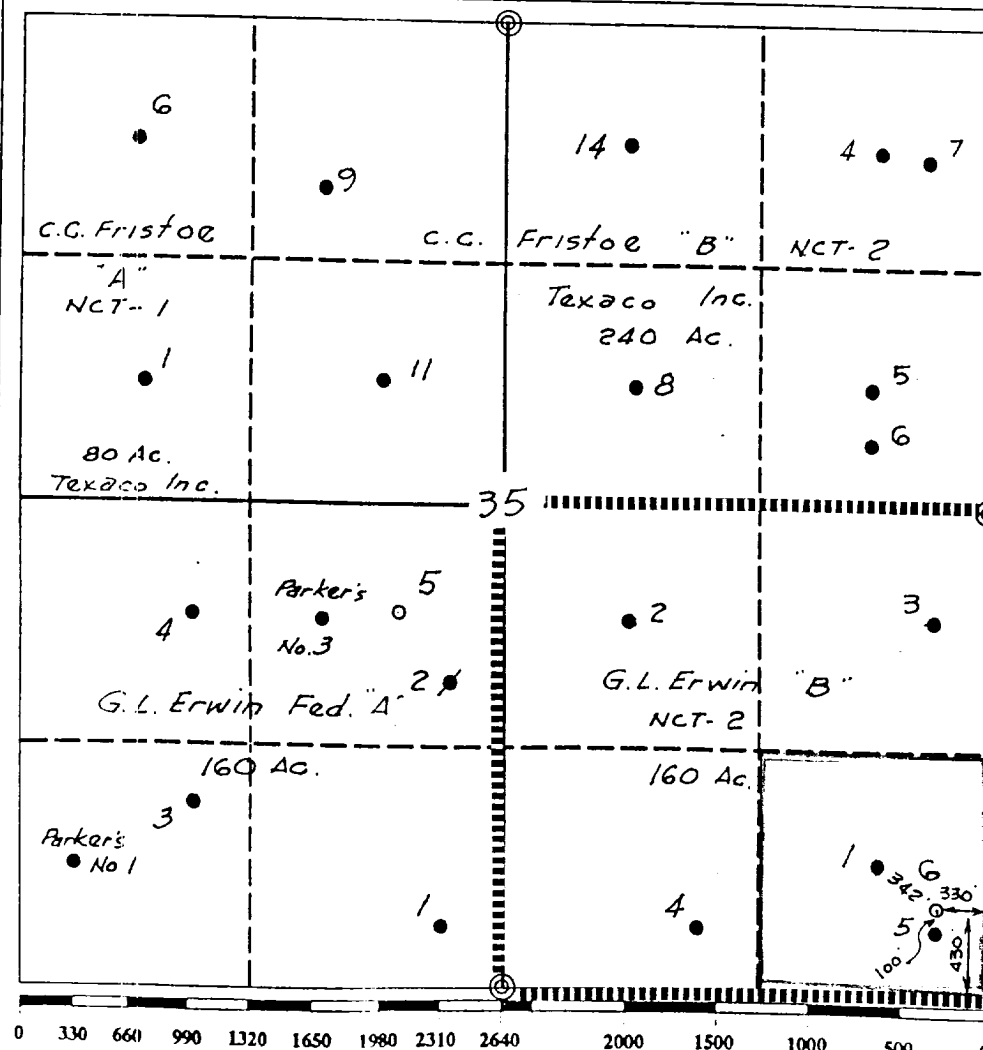 6
9
14
4
7
C.C. Fristoe
"A"
NCT-1
C.C. Fristoe "B" NCT-2
Texaco Inc.
240 Ac.
1
11
8
5
6
80 Ac.
Texaco Inc.
35
4
Parker's
No. 3
5
2
2
3
G.L. Erwin Fed. "A"
G.L. Erwin "B"
NCT-2
160 Ac.
160 Ac.
3
Parker's
No 1
1
4
1
6
342'
330'
5
100'
430'
0 330 660 990 1320 1650 1980 2310 2640 2000 1500 1000 500